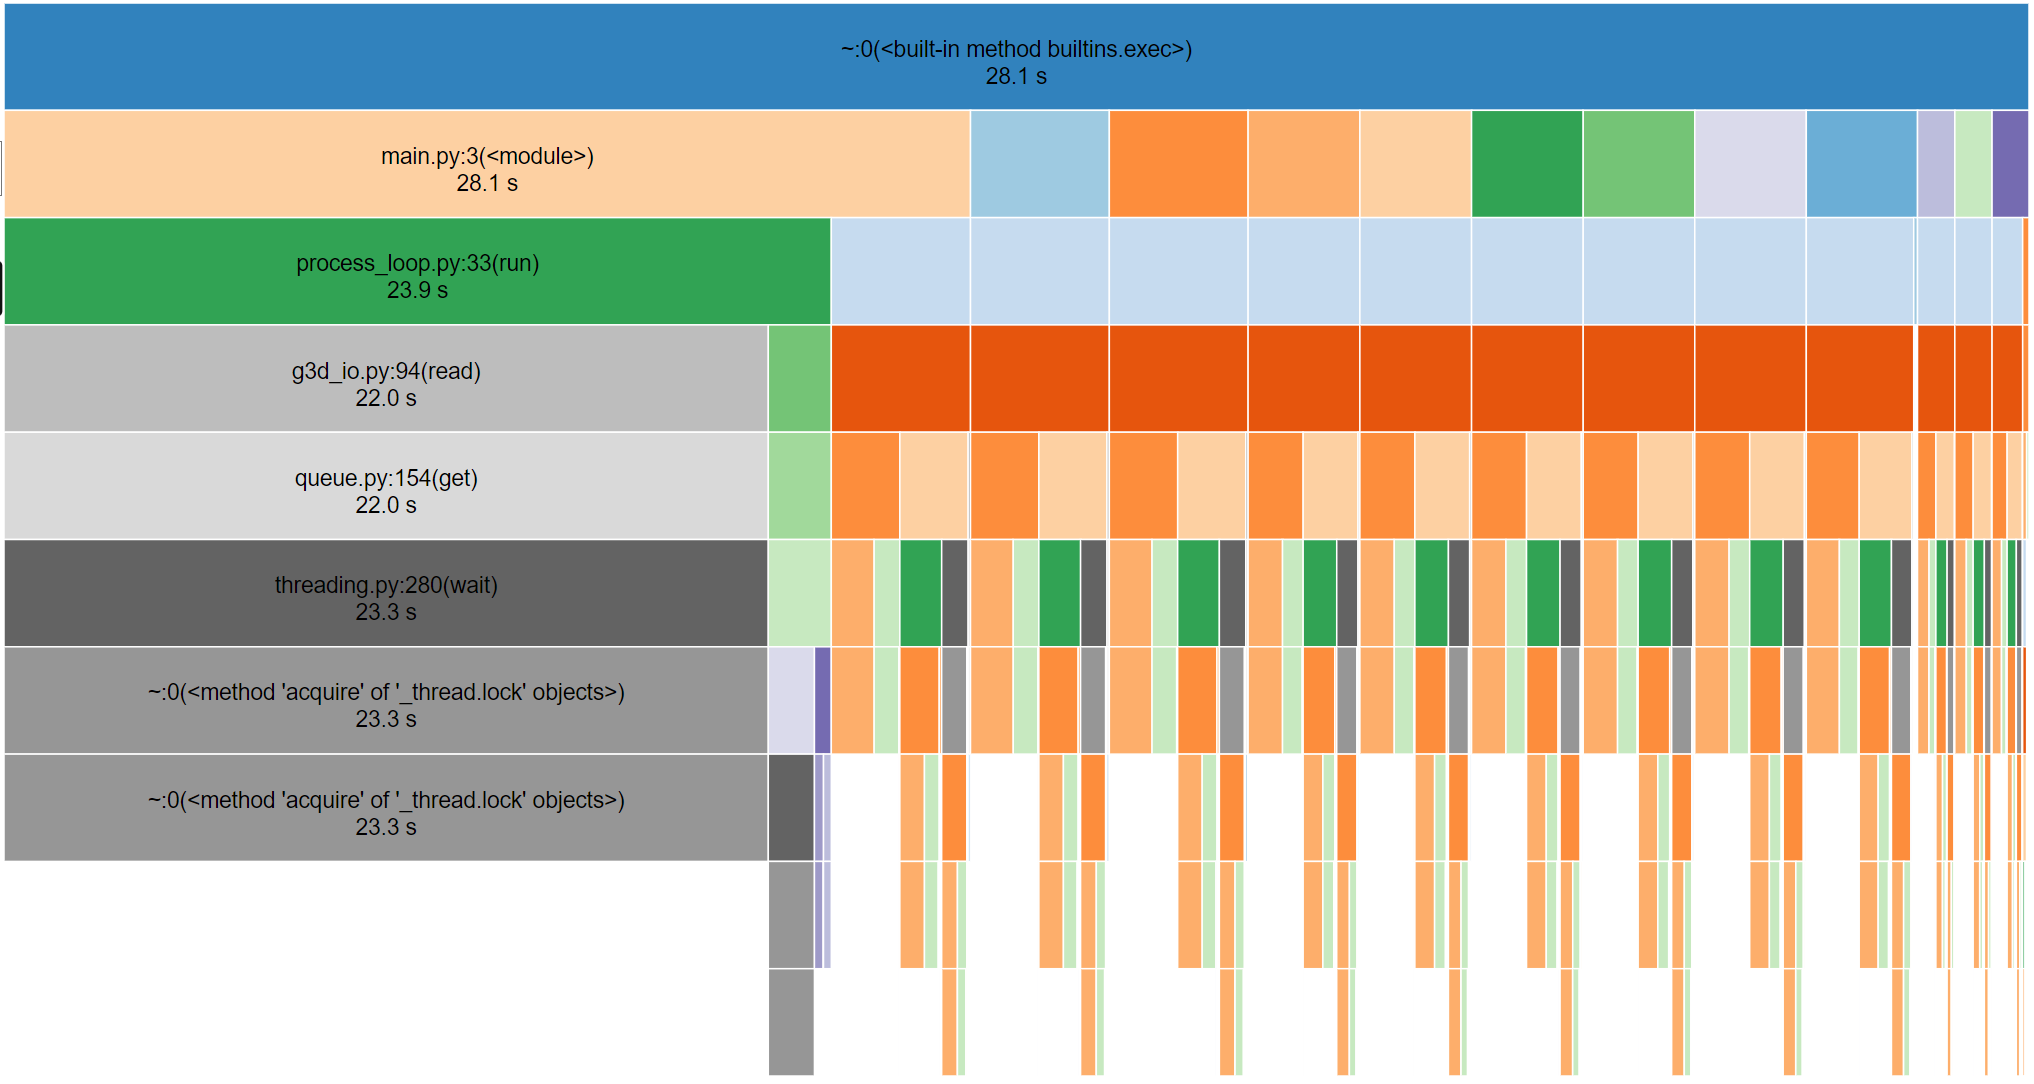 ~:0(<built-in method builtins.exec>)
28.1 s
main.py:3(<module>)
28.1 s
process_loop.py:33(run)
23.9 s
g3d_io.py:94(read)
22.0 s
queue.py:154(get)
22.0 s
threading.py:280(wait)
23.3 s
~:0(<method 'acquire' of '_thread.lock' objects>)
23.3 s
~:0(<method 'acquire' of '_thread.lock' objects>)
23.3 s